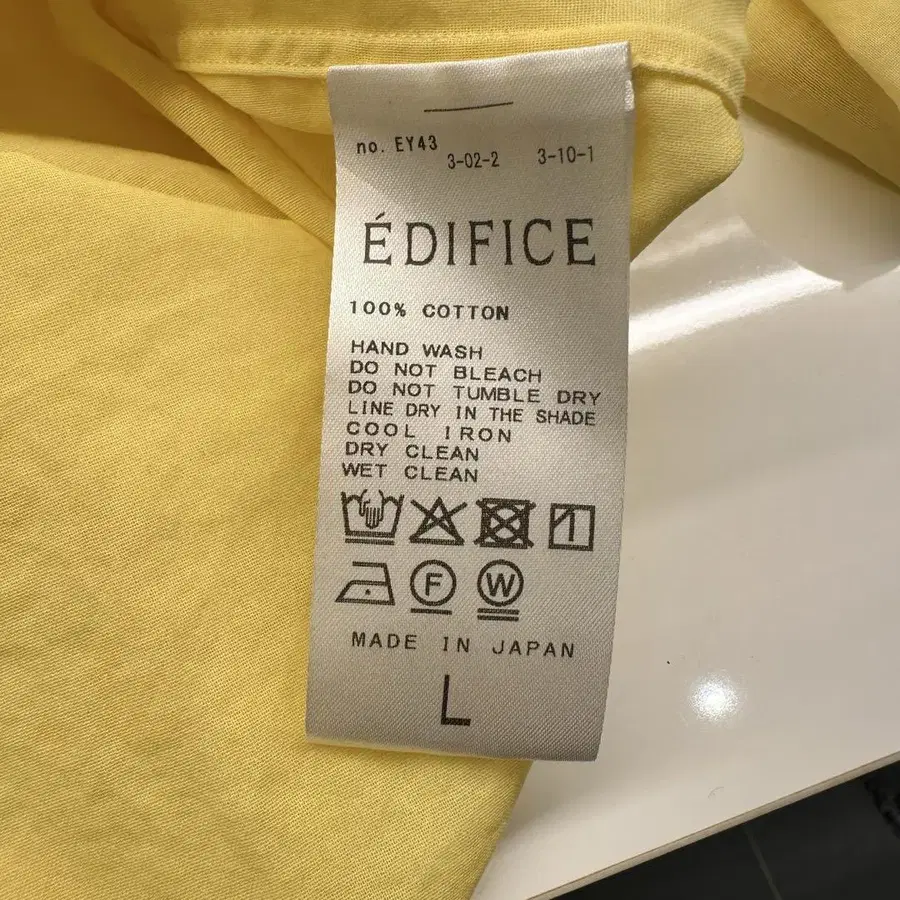 no. EY43 3-02-2 3-10-1
ÉDIFICE
100% COTTON
HAND WASH
DO NOT BLEACH
DO NOT TUMBLE DRY
LINE DRY IN THE SHADE
COOL IRON
DRY CLEAN
WET CLEAN
F W
MADE IN JAPAN
L